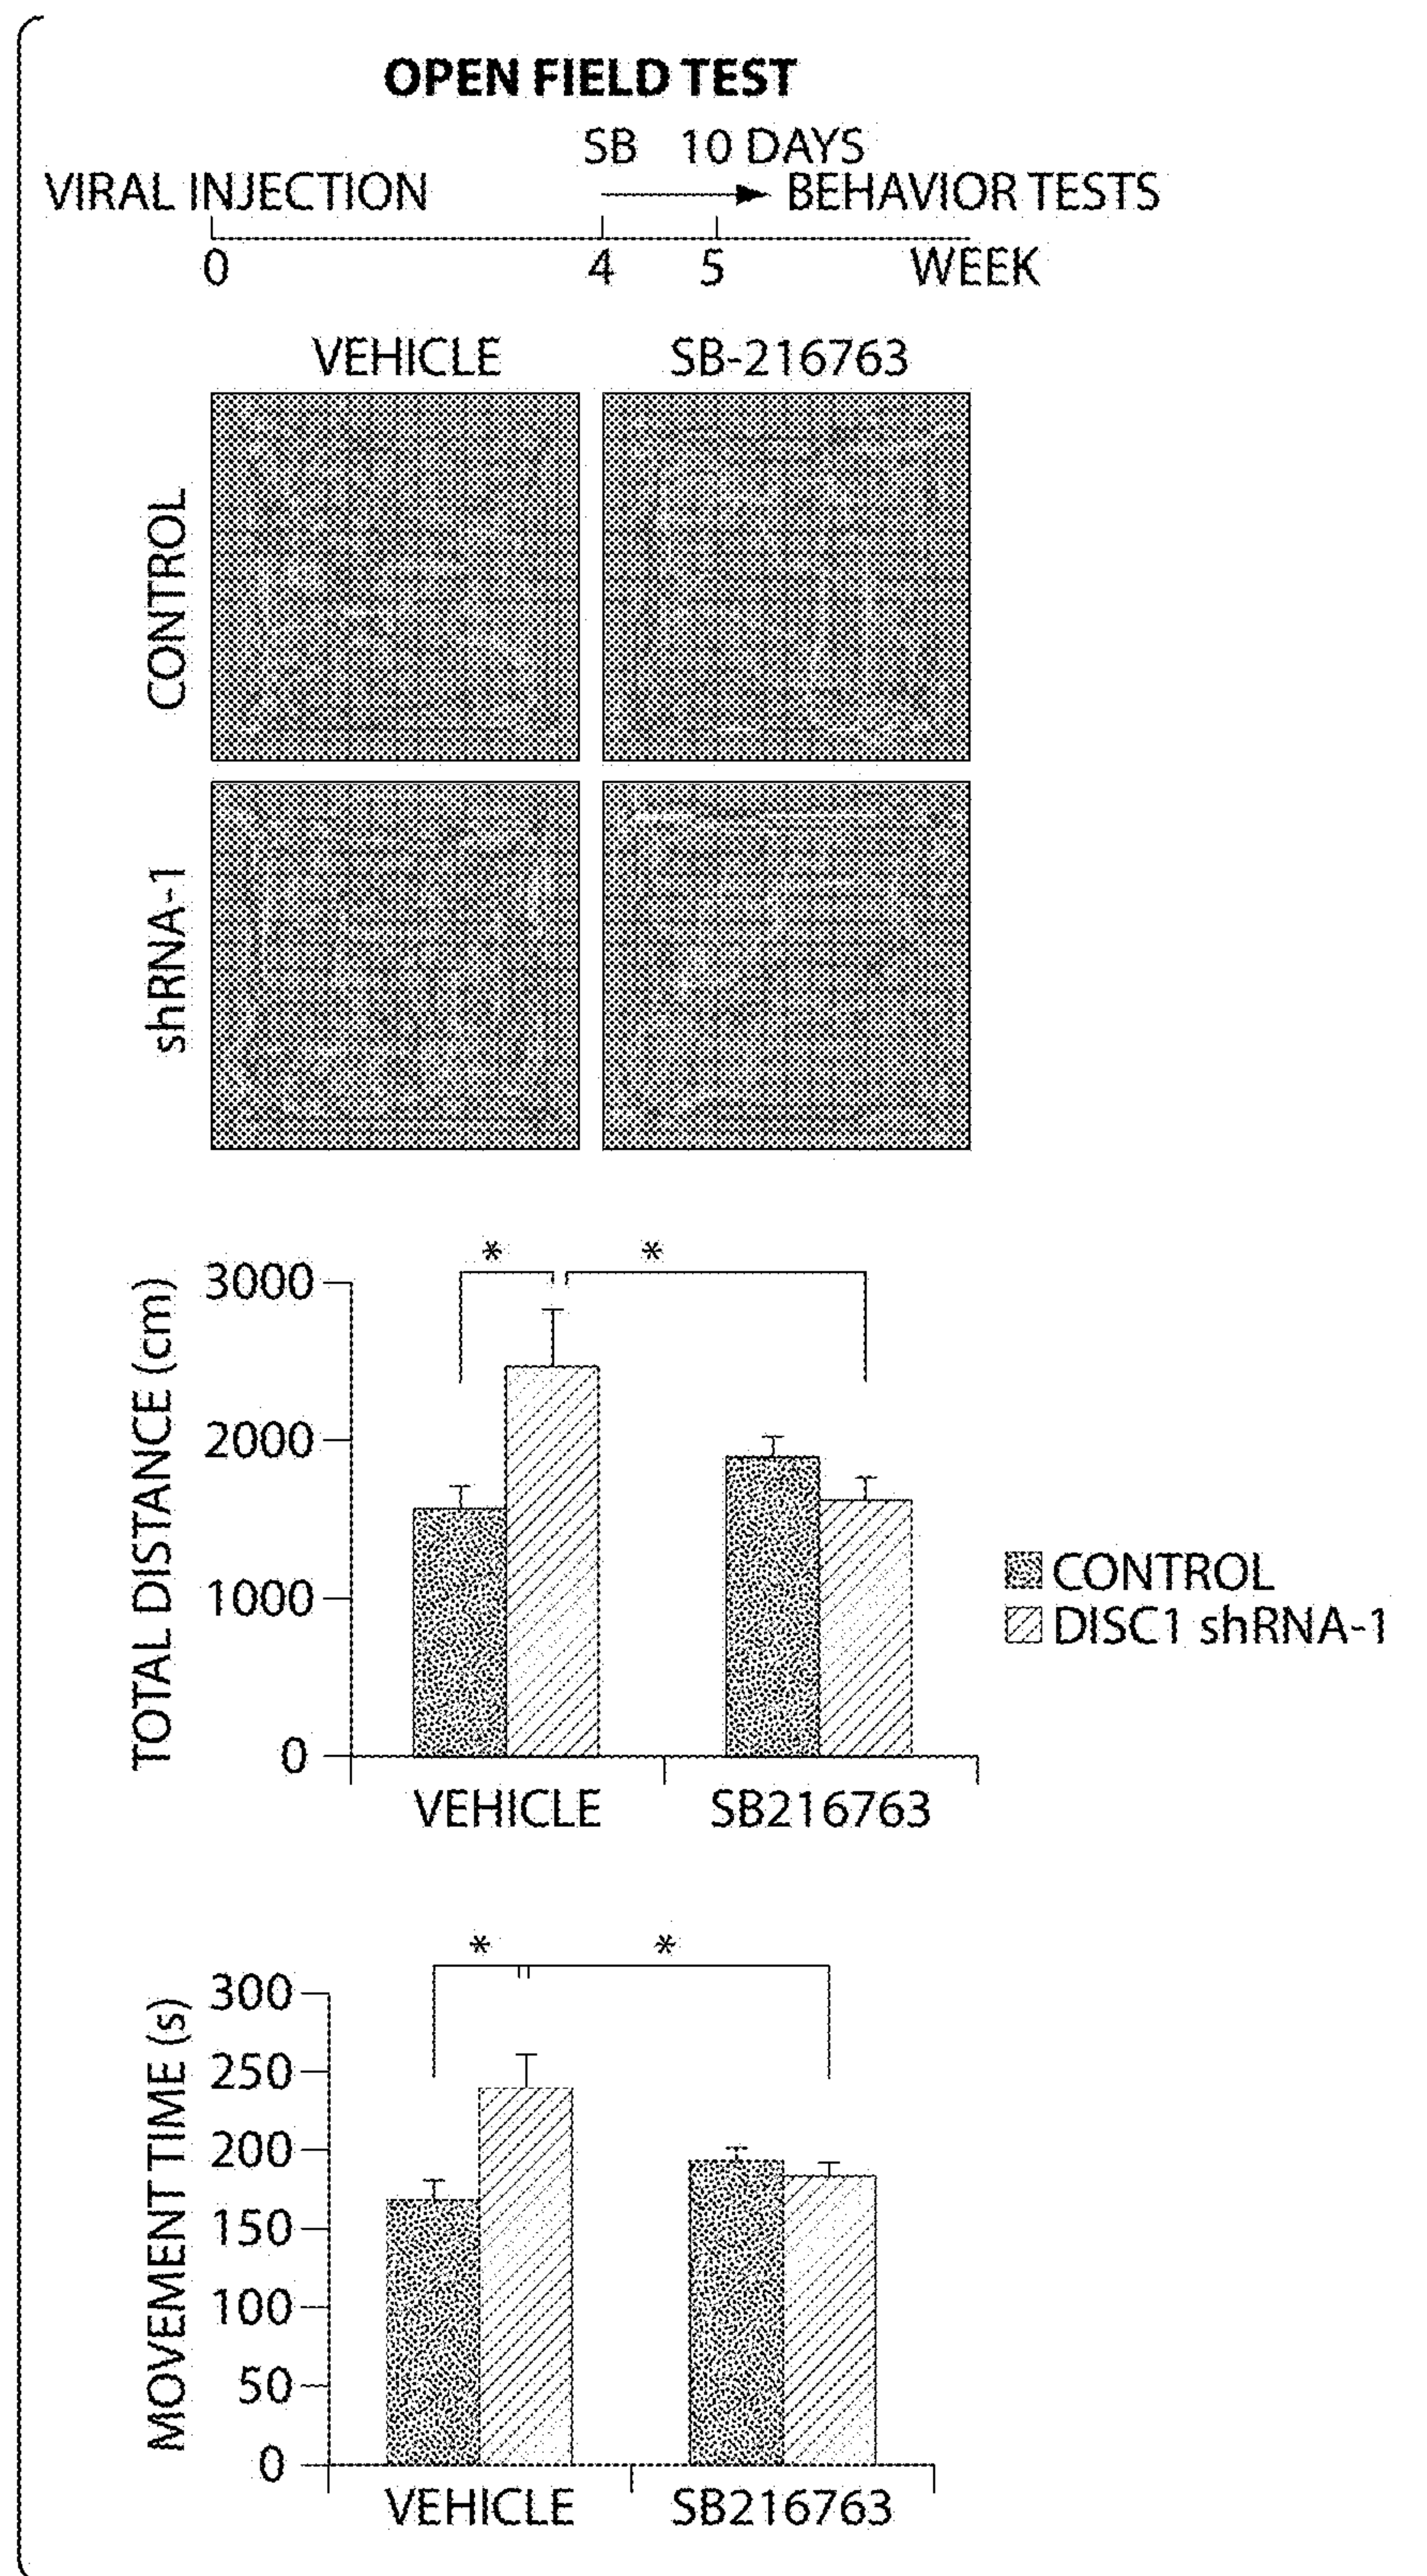 OPEN FIELD TEST
SB 10 DAYS
VIRAL INJECTION BEHAVIOR TESTS
0 4 5 WEEK
VEHICLE SB-216763
CONTROL
shRNA-1
* *
TOTAL DISTANCE (cm)
3000
2000
1000
0
VEHICLE SB216763
CONTROL
DISC1 shRNA-1
* *
MOVEMENT TIME (s)
300
250
200
150
100
50
0
VEHICLE SB216763